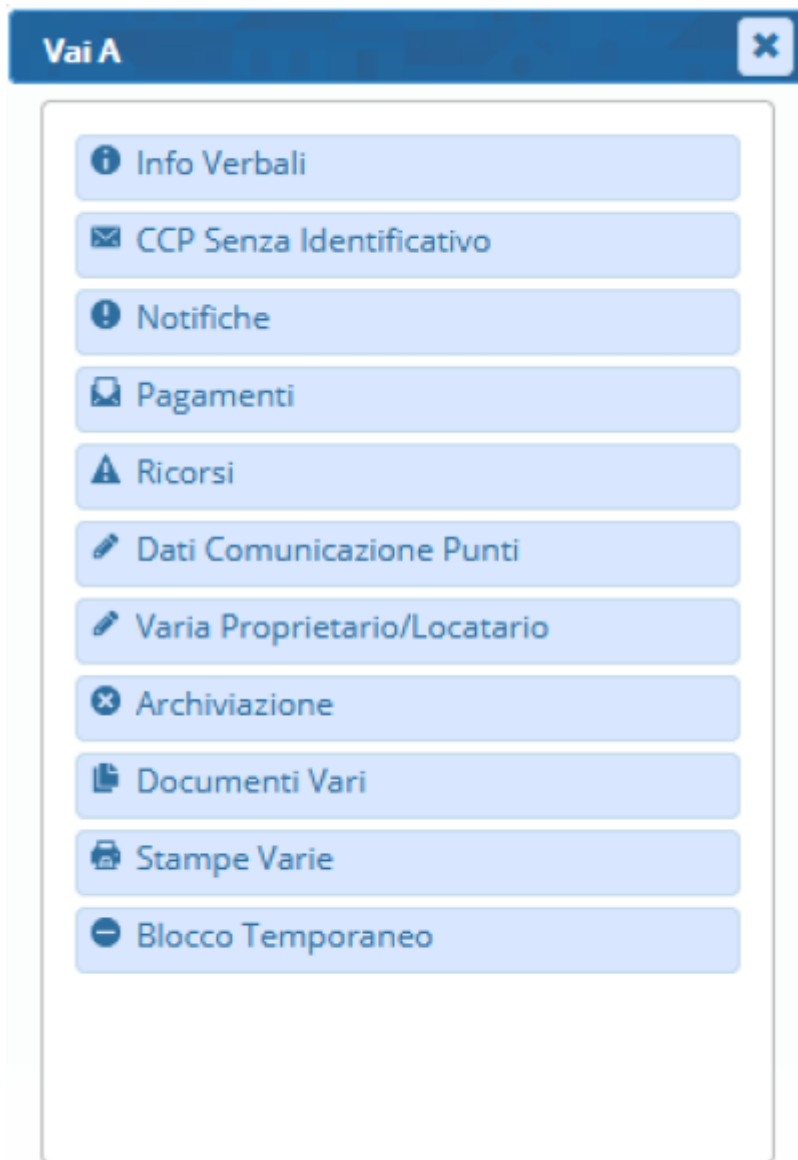 Vai A
Info Verbali
CCP Senza Identificativo
Notifiche
Pagamenti
Ricorsi
Dati Comunicazione Punti
Varia Proprietario/Locatario
Archiviazione
Documenti Vari
Stampe Varie
Blocco Temporaneo